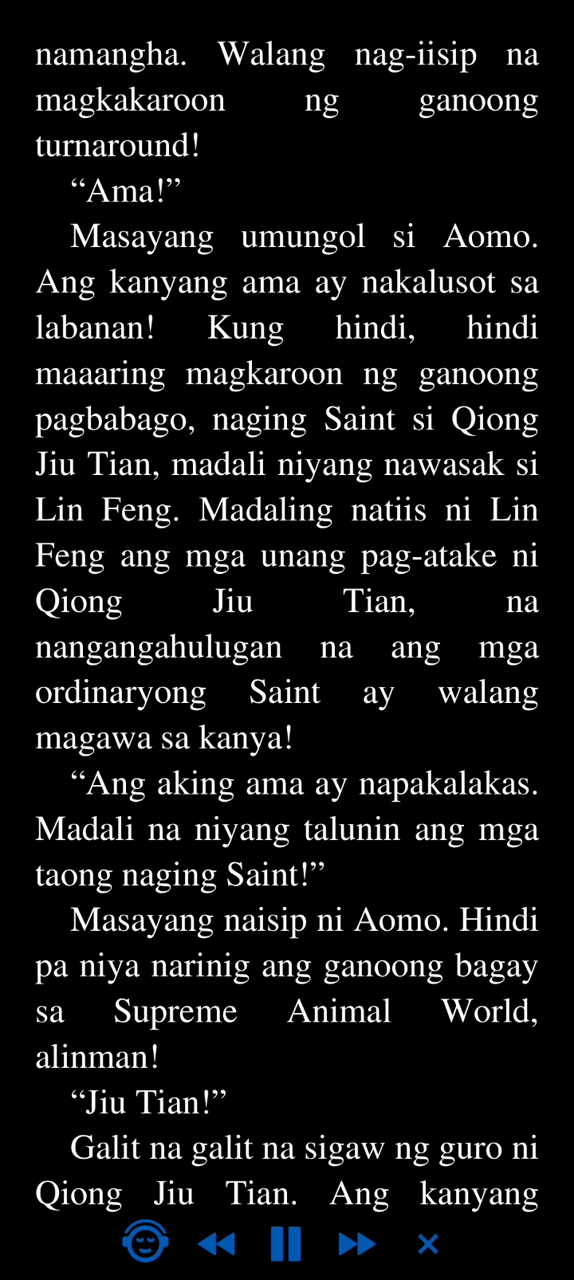 namangha. Walang nag-iisip na
magkakaroon ng ganoong
turnaround!
“Ama!”
Masayang umungol si Aomo.
Ang kanyang ama ay nakalusot sa
labanan! Kung hindi, hindi
maaaring magkaroon ng ganoong
pagbabago, naging Saint si Qiong
Jiu Tian, madali niyang nawasak si
Lin Feng. Madaling natiis ni Lin
Feng ang mga unang pag-atake ni
Qiong Jiu Tian, na
nangangahulugan na ang mga
ordinaryong Saint ay walang
magawa sa kanya!
“Ang aking ama ay napakalakas.
Madali na niyang talunin ang mga
taong naging Saint!”
Masayang naisip ni Aomo. Hindi
pa niya narinig ang ganoong bagay
sa Supreme Animal World,
alinman!
“Jiu Tian!”
Galit na galit na sigaw ng guro ni
Qiong Jiu Tian. Ang kanyang